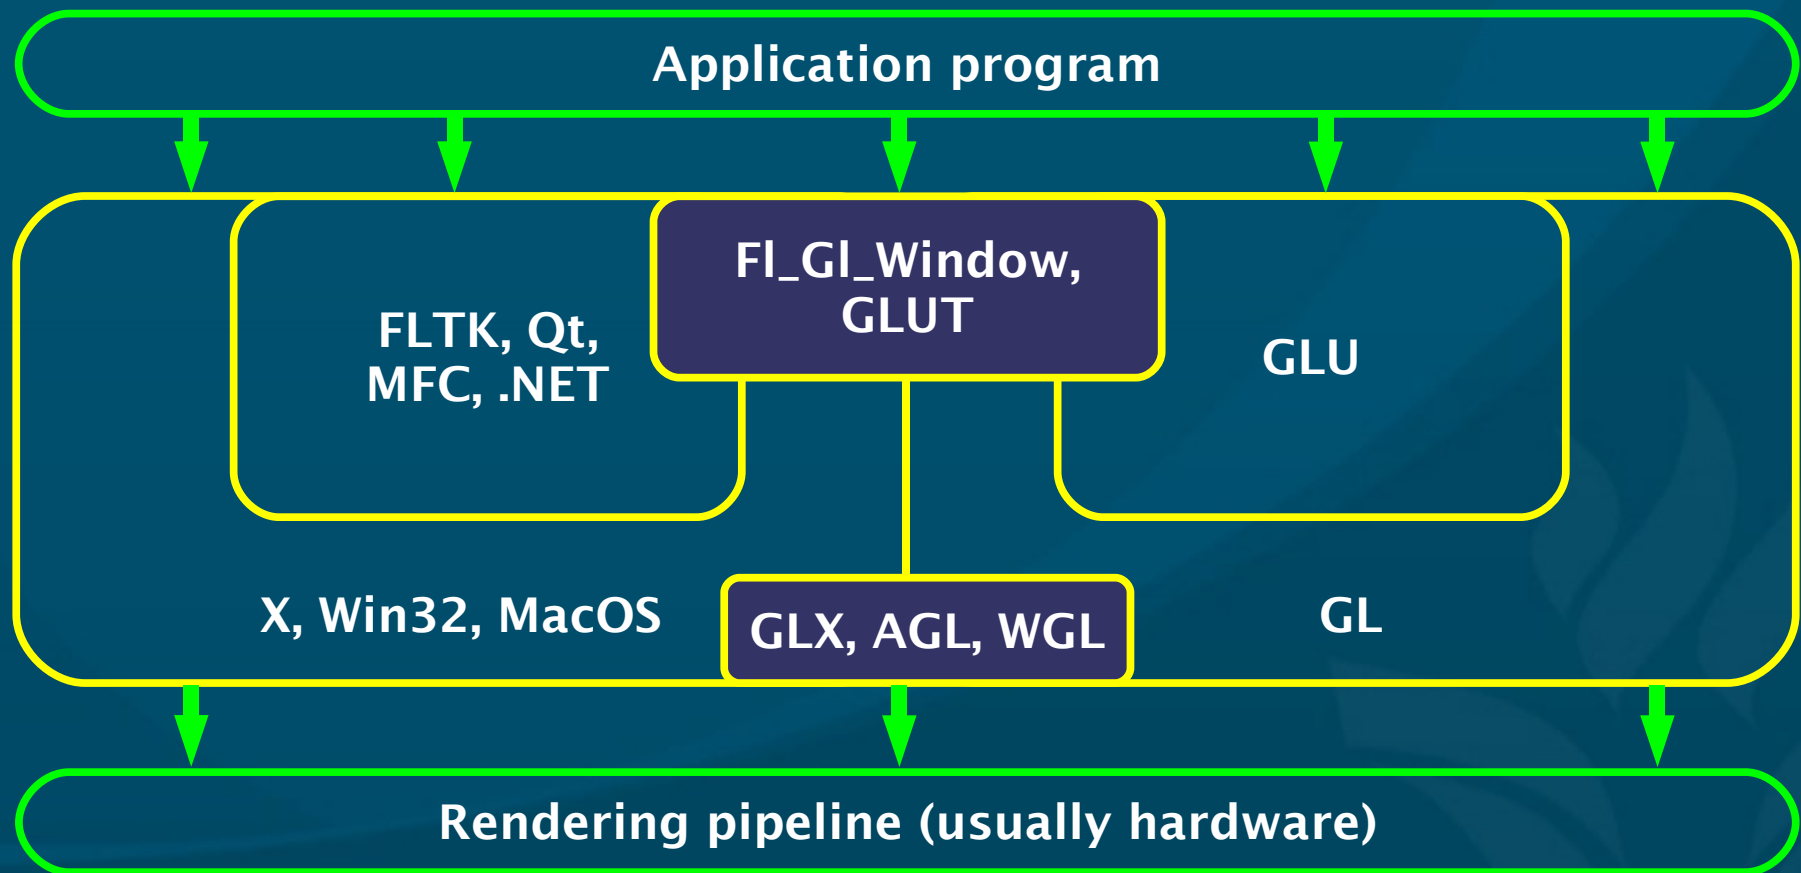 Application program
Fl_Gl_Window,
GLUT
FLTK, Qt,
MFC, .NET
GLU
X, Win32, MacOS
GLX, AGL, WGL
GL
Rendering pipeline (usually hardware)